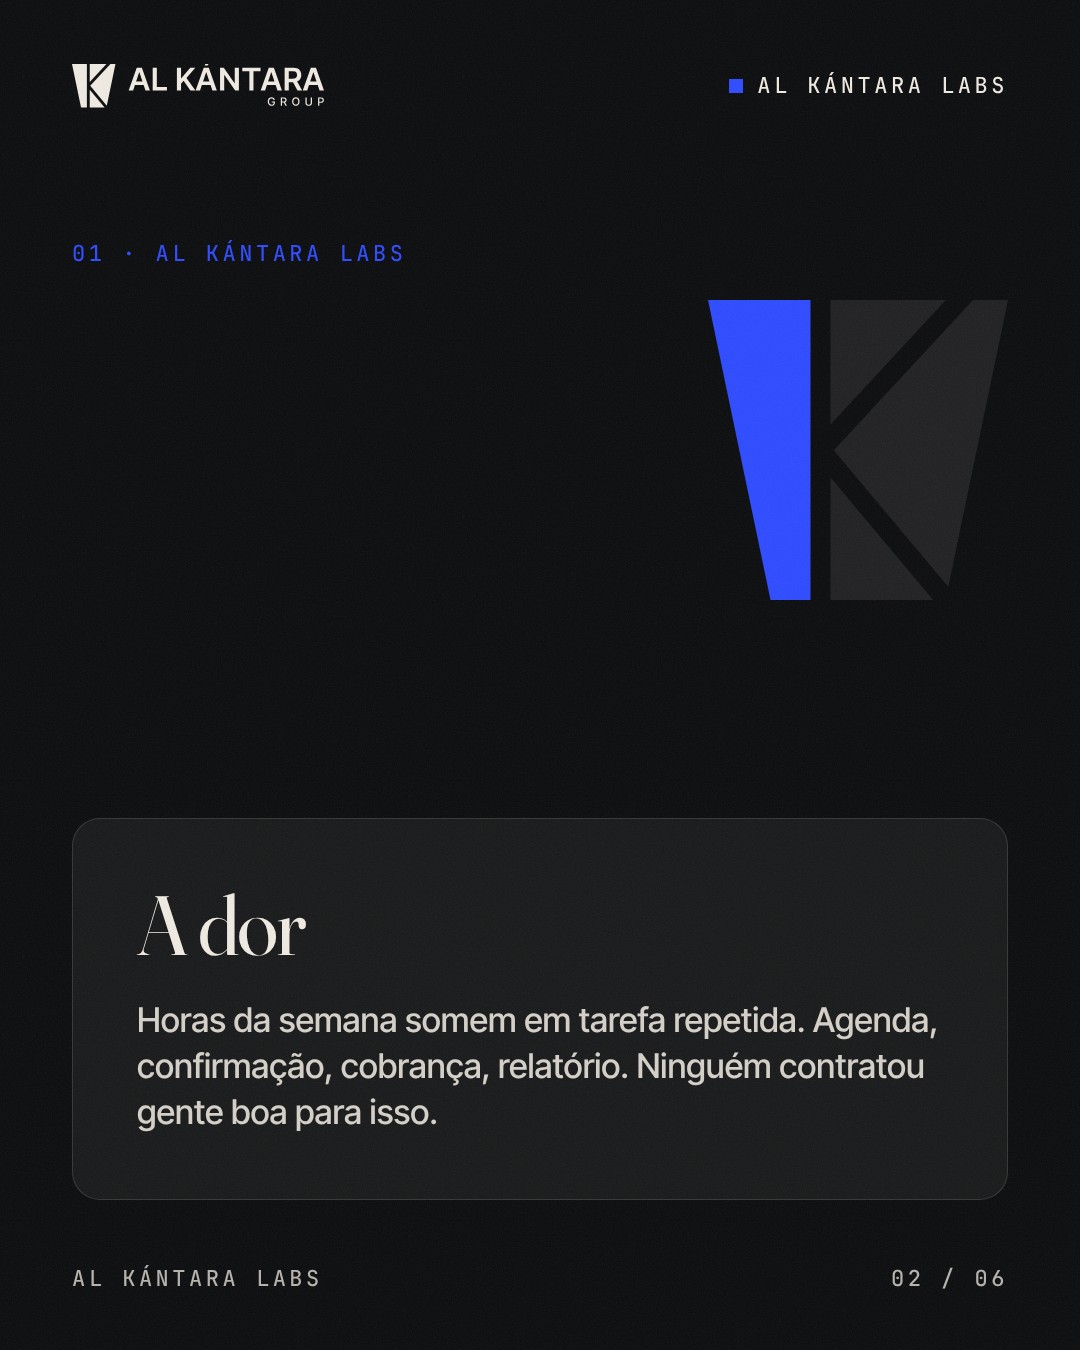 AL KÁNTARA
GROUP
AL KÁNTARA LABS
01 · AL KÁNTARA LABS
A dor
Horas da semana somem em tarefa repetida. Agenda,
confirmação, cobrança, relatório. Ninguém contratou
gente boa para isso.
AL KÁNTARA LABS
02 / 06